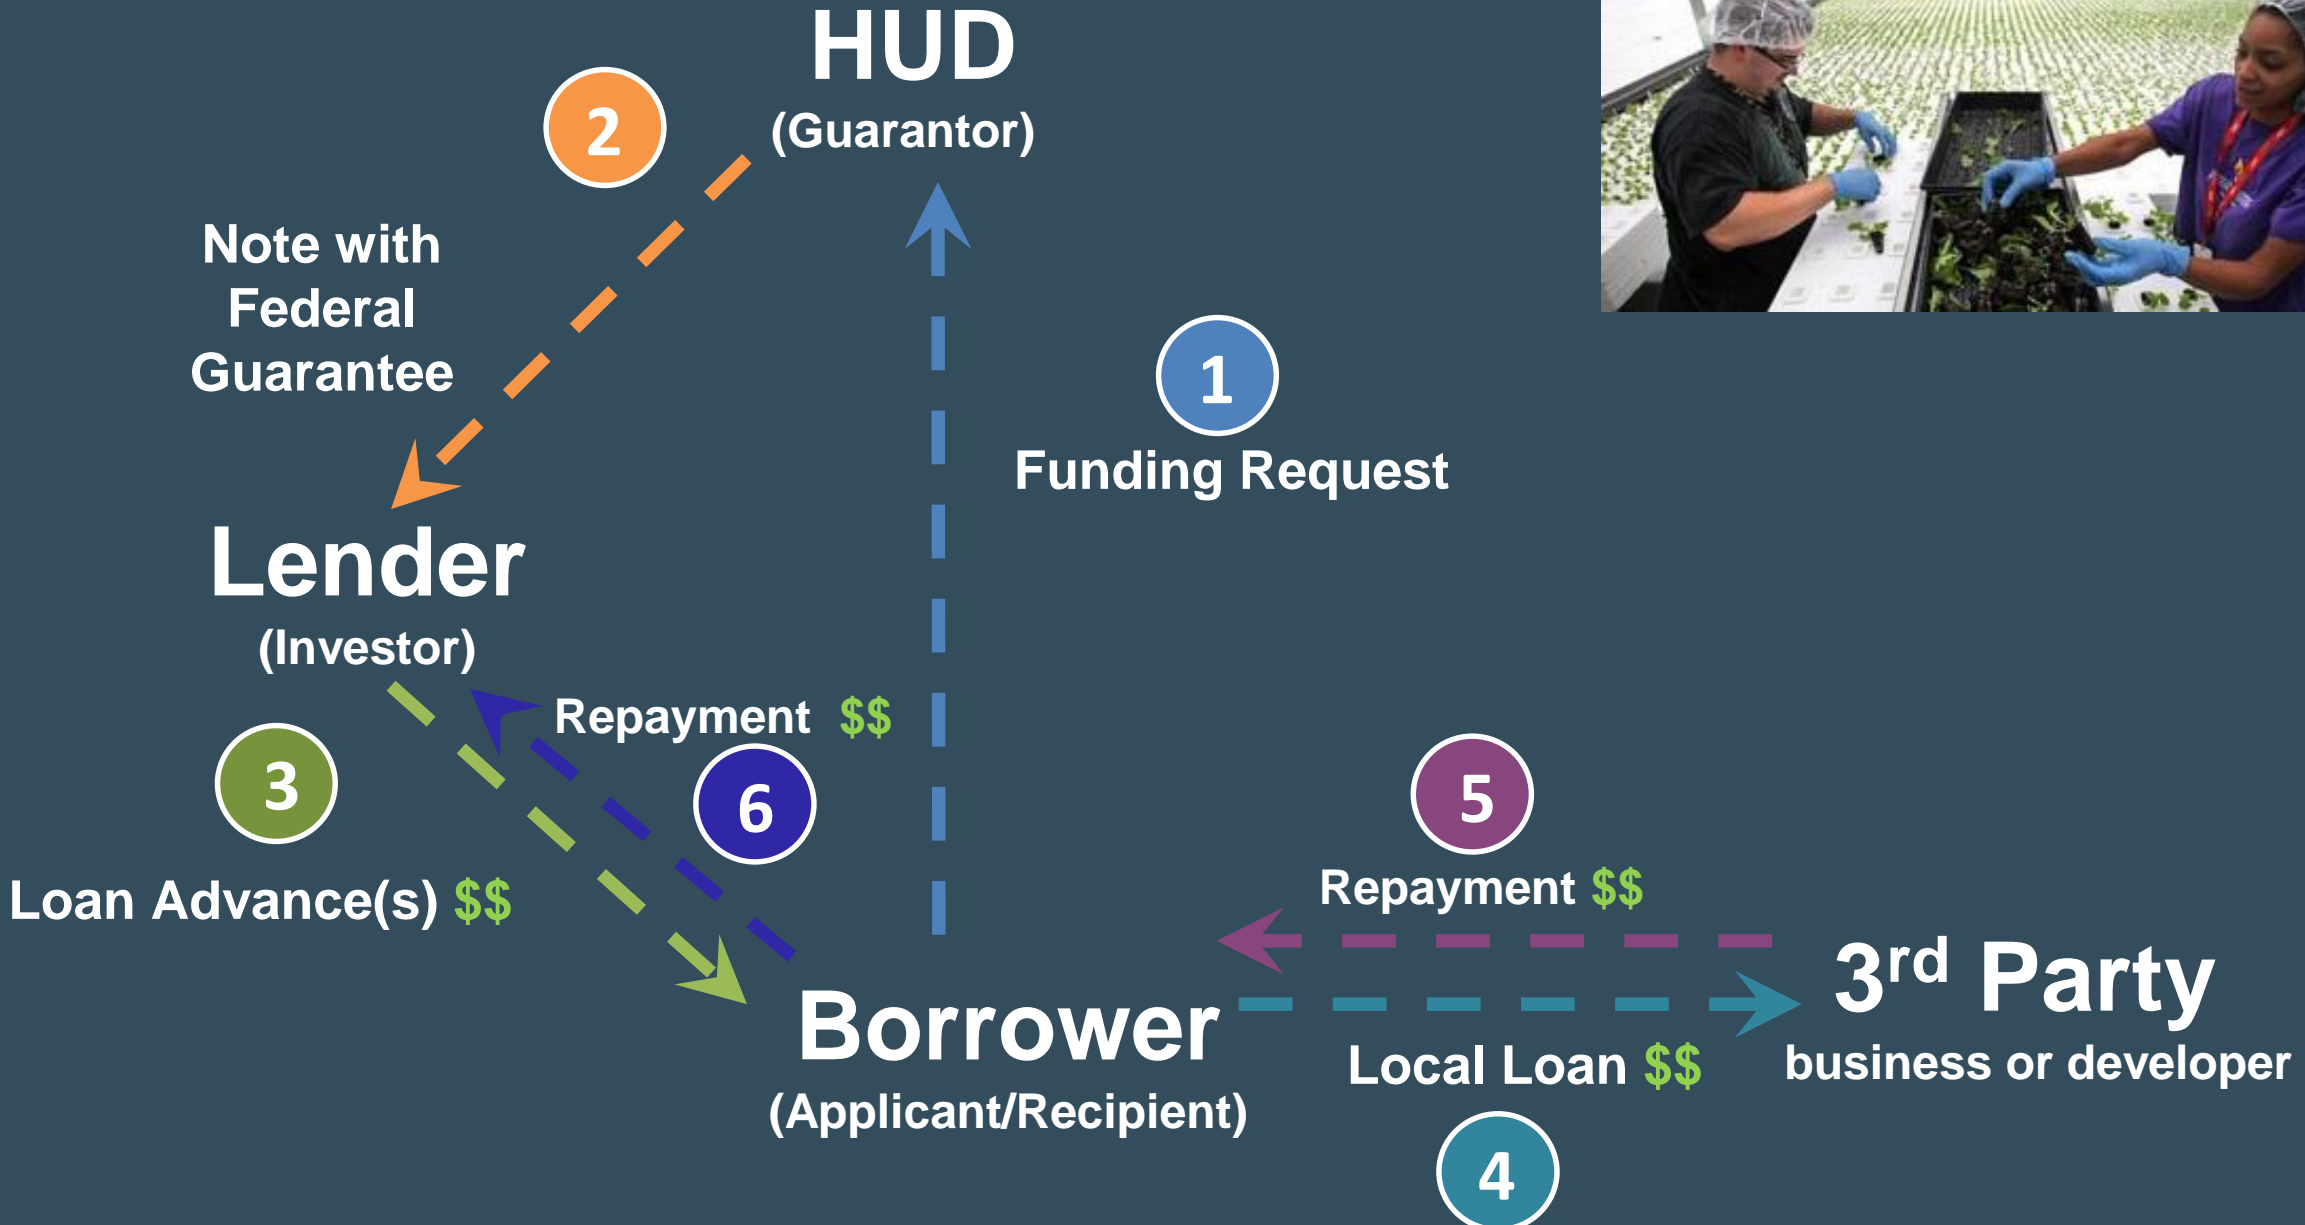 HUD
(Guarantor)
2
Note with
Federal
Guarantee
1
Funding Request
Lender
(Investor)
Repayment $$
6
3
Loan Advance(s) $$
5
Repayment $$
3rd Party
business or developer
Borrower
(Applicant/Recipient)
Local Loan $$
4